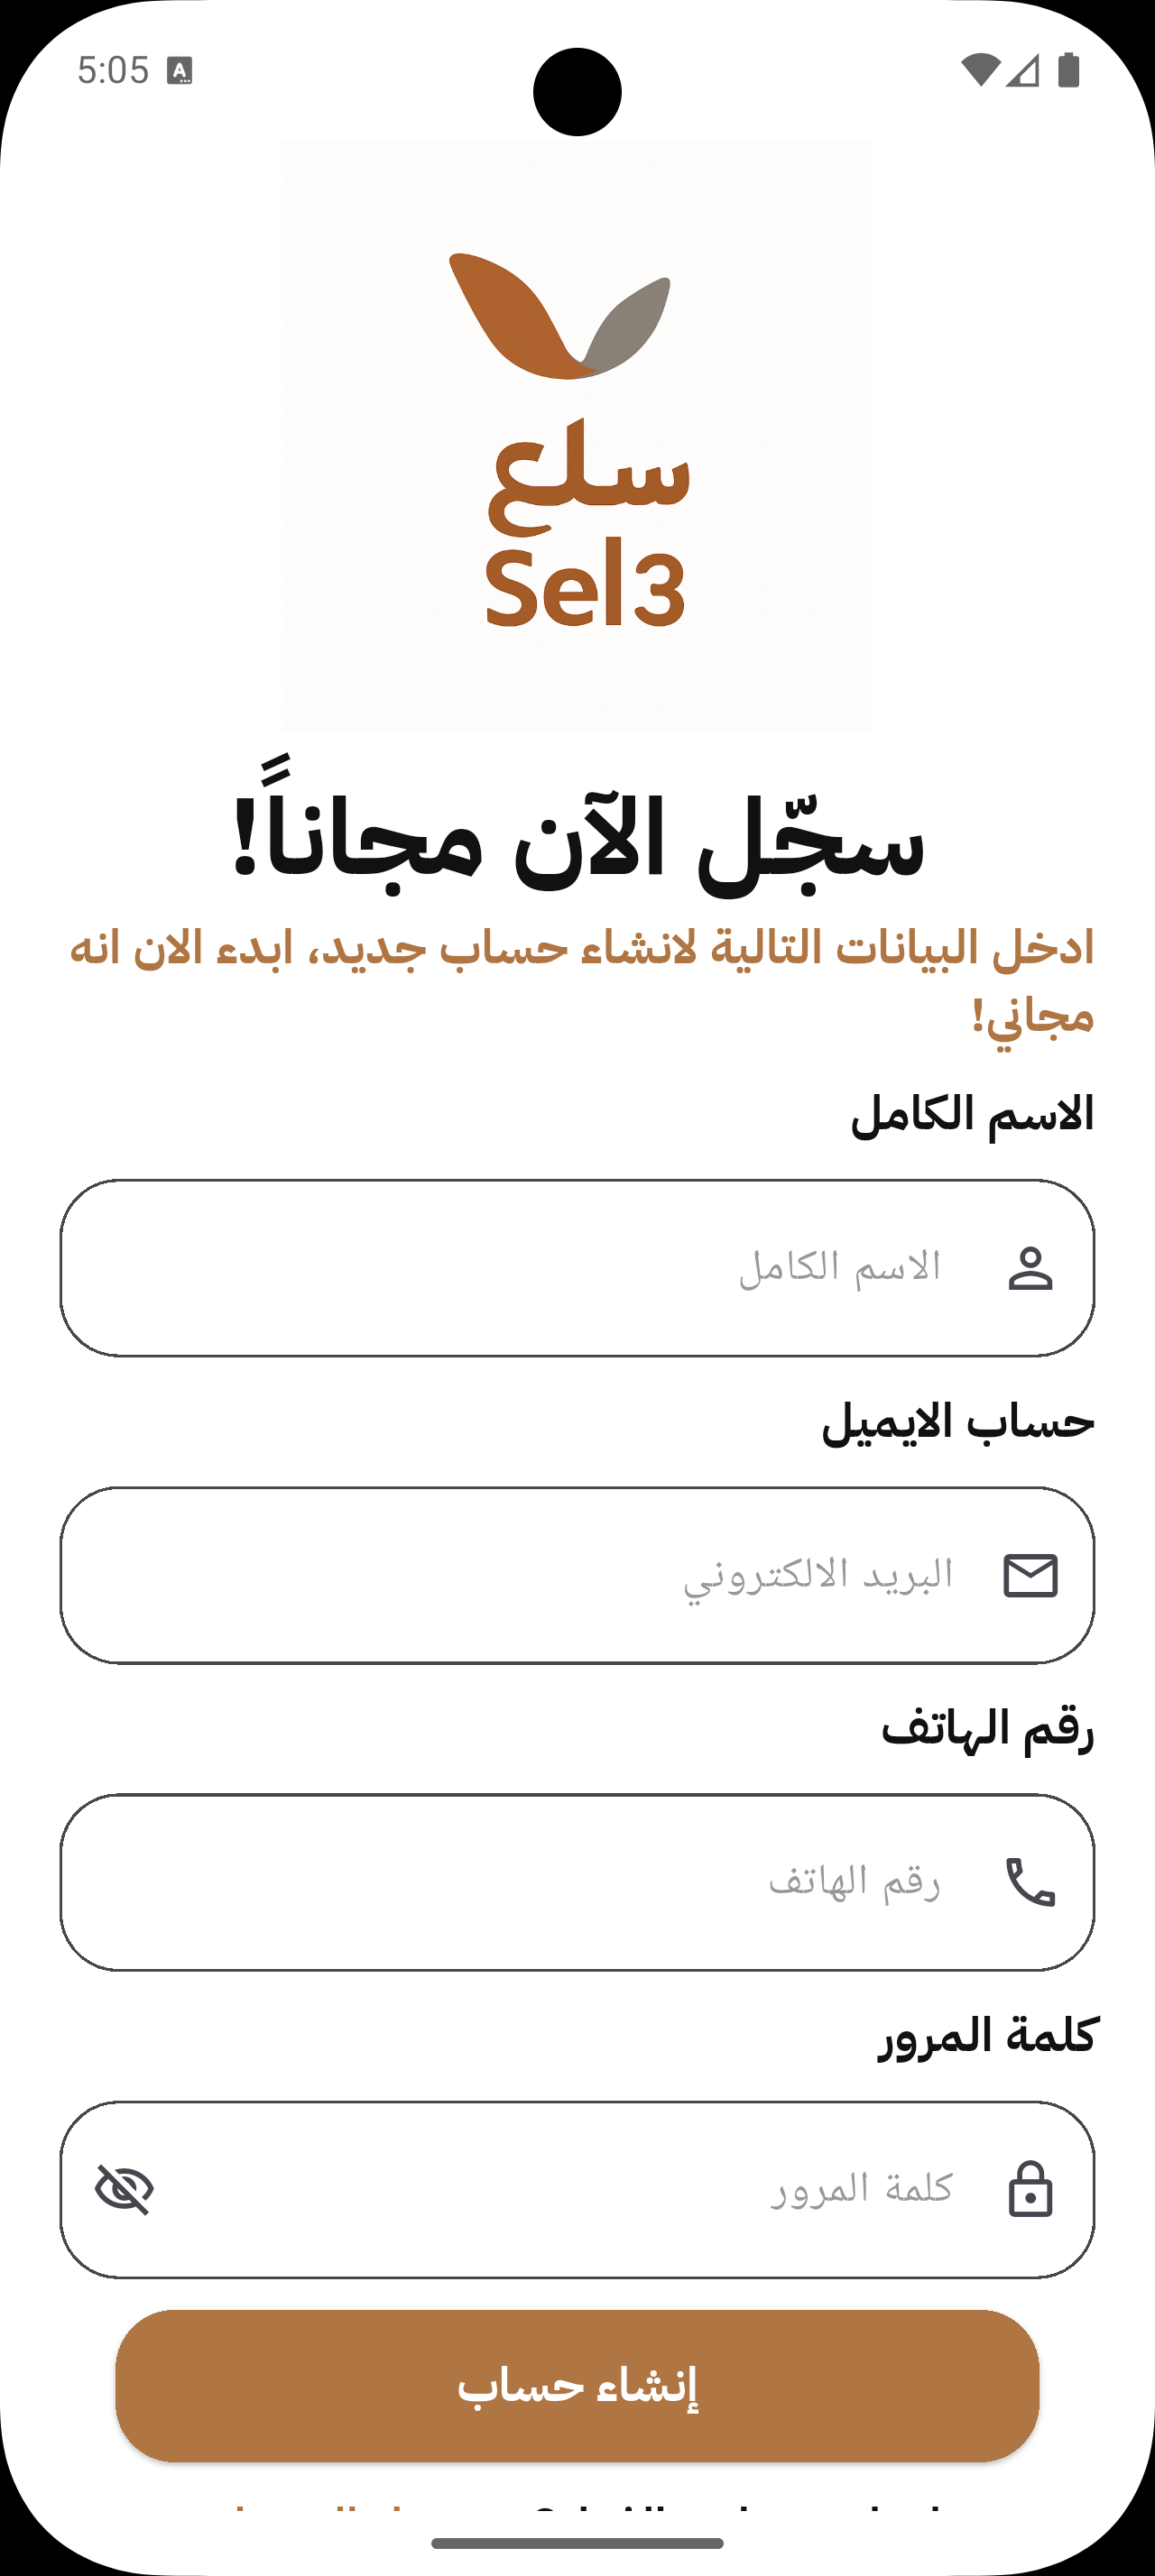 5:05
سلع
Sel3
سجّل الآن مجاناً!
ادخل البيانات التالية لانشاء حساب جديد، ابدء الان انه
مجاني!
الاسم الكامل
الاسم الكامل
حساب الايميل
البريد الالكتروني
رقم الهاتف
رقم الهاتف
كلمة المرور
كلمة المرور
إنشاء حساب